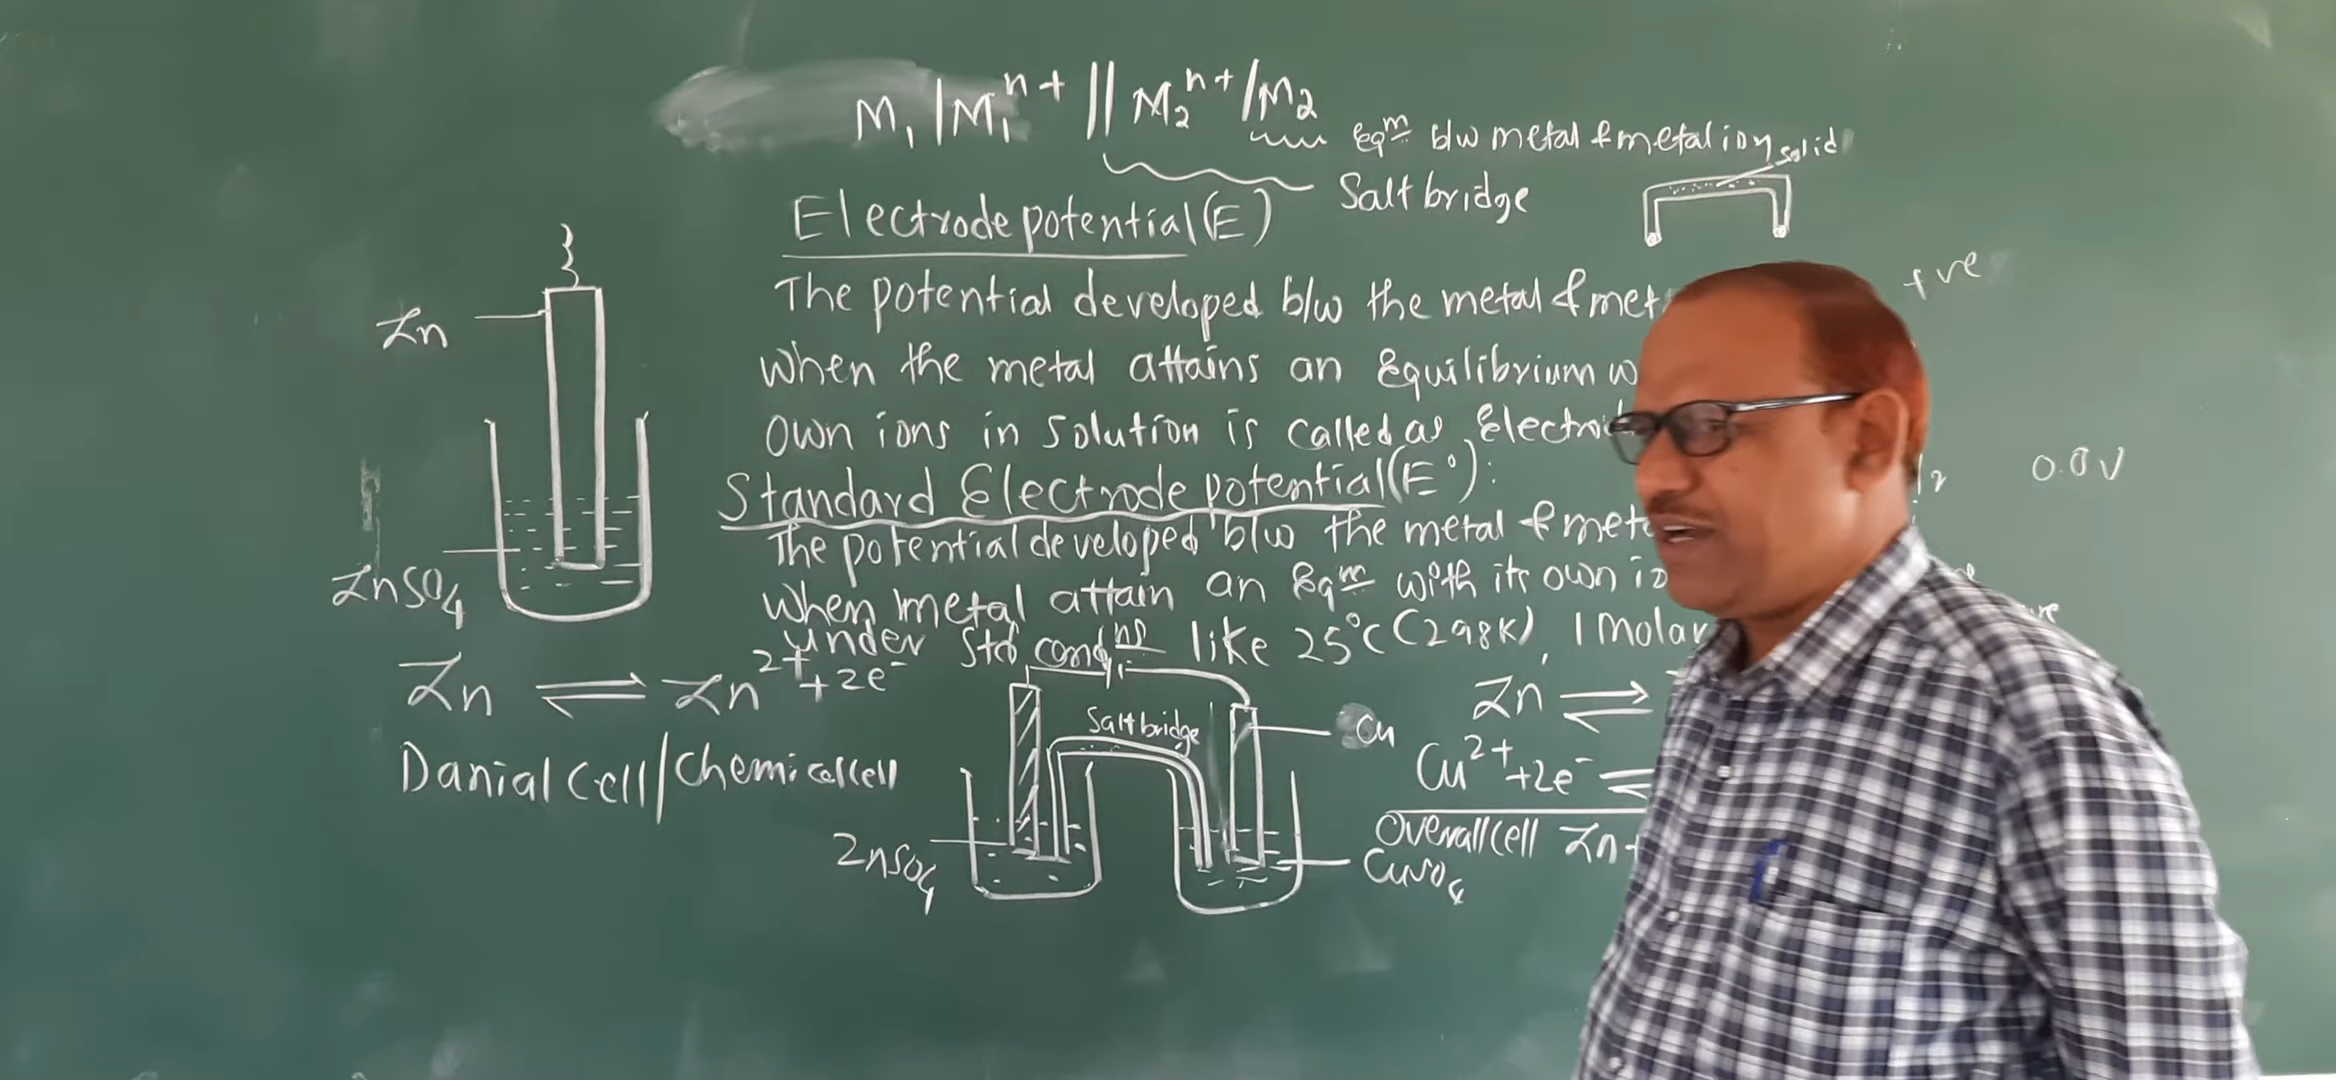 M₁ | M₁ⁿ⁺ || M₂ⁿ⁺ / M₂
Eqᵐ b/w metal & metal ion
solid
Salt bridge
Electrode potential (E)
The potential developed b/w the metal & met
+ve
when the metal attains an Equilibrium w
own ions in solution is called as Electro
Standard Electrode potential (E°):
0.0V
The potential developed b/w the metal & meta
when metal attain an Eqᵐ with its own io
under Std condⁿˢ like 25°C (298K), 1 Molar
Zn
ZnSO₄
Zn ⇌ Zn²⁺ + 2e⁻
Danial Cell / Chemical cell
Salt bridge
Cu
ZnSO₄
CuSO₄
Zn ⇌
Cu²⁺ + 2e⁻ ⇌
Overall cell Zn +